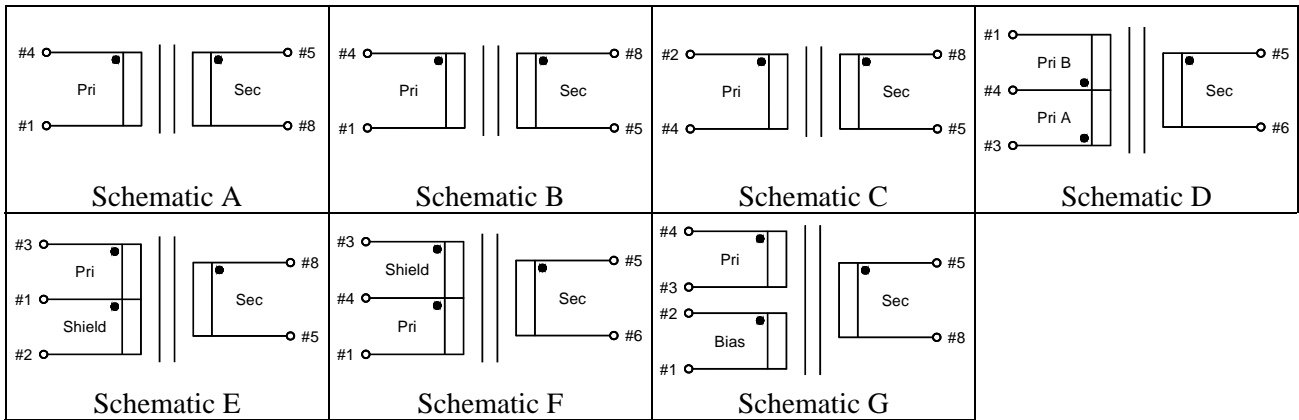 #4
#5
Pri
Sec
#1
#8
Schematic A
#4
#8
Pri
Sec
#1
#5
Schematic B
#2
#8
Pri
Sec
#4
#5
Schematic C
#1
Pri B
#5
#4
Sec
Pri A
#6
#3
Schematic D
#3
#8
Pri
#1
Sec
Shield
#5
#2
Schematic E
#3
Shield
#5
#4
Sec
Pri
#6
#1
Schematic F
#4
Pri
#5
#3
Sec
#2
Bias
#8
#1
Schematic G